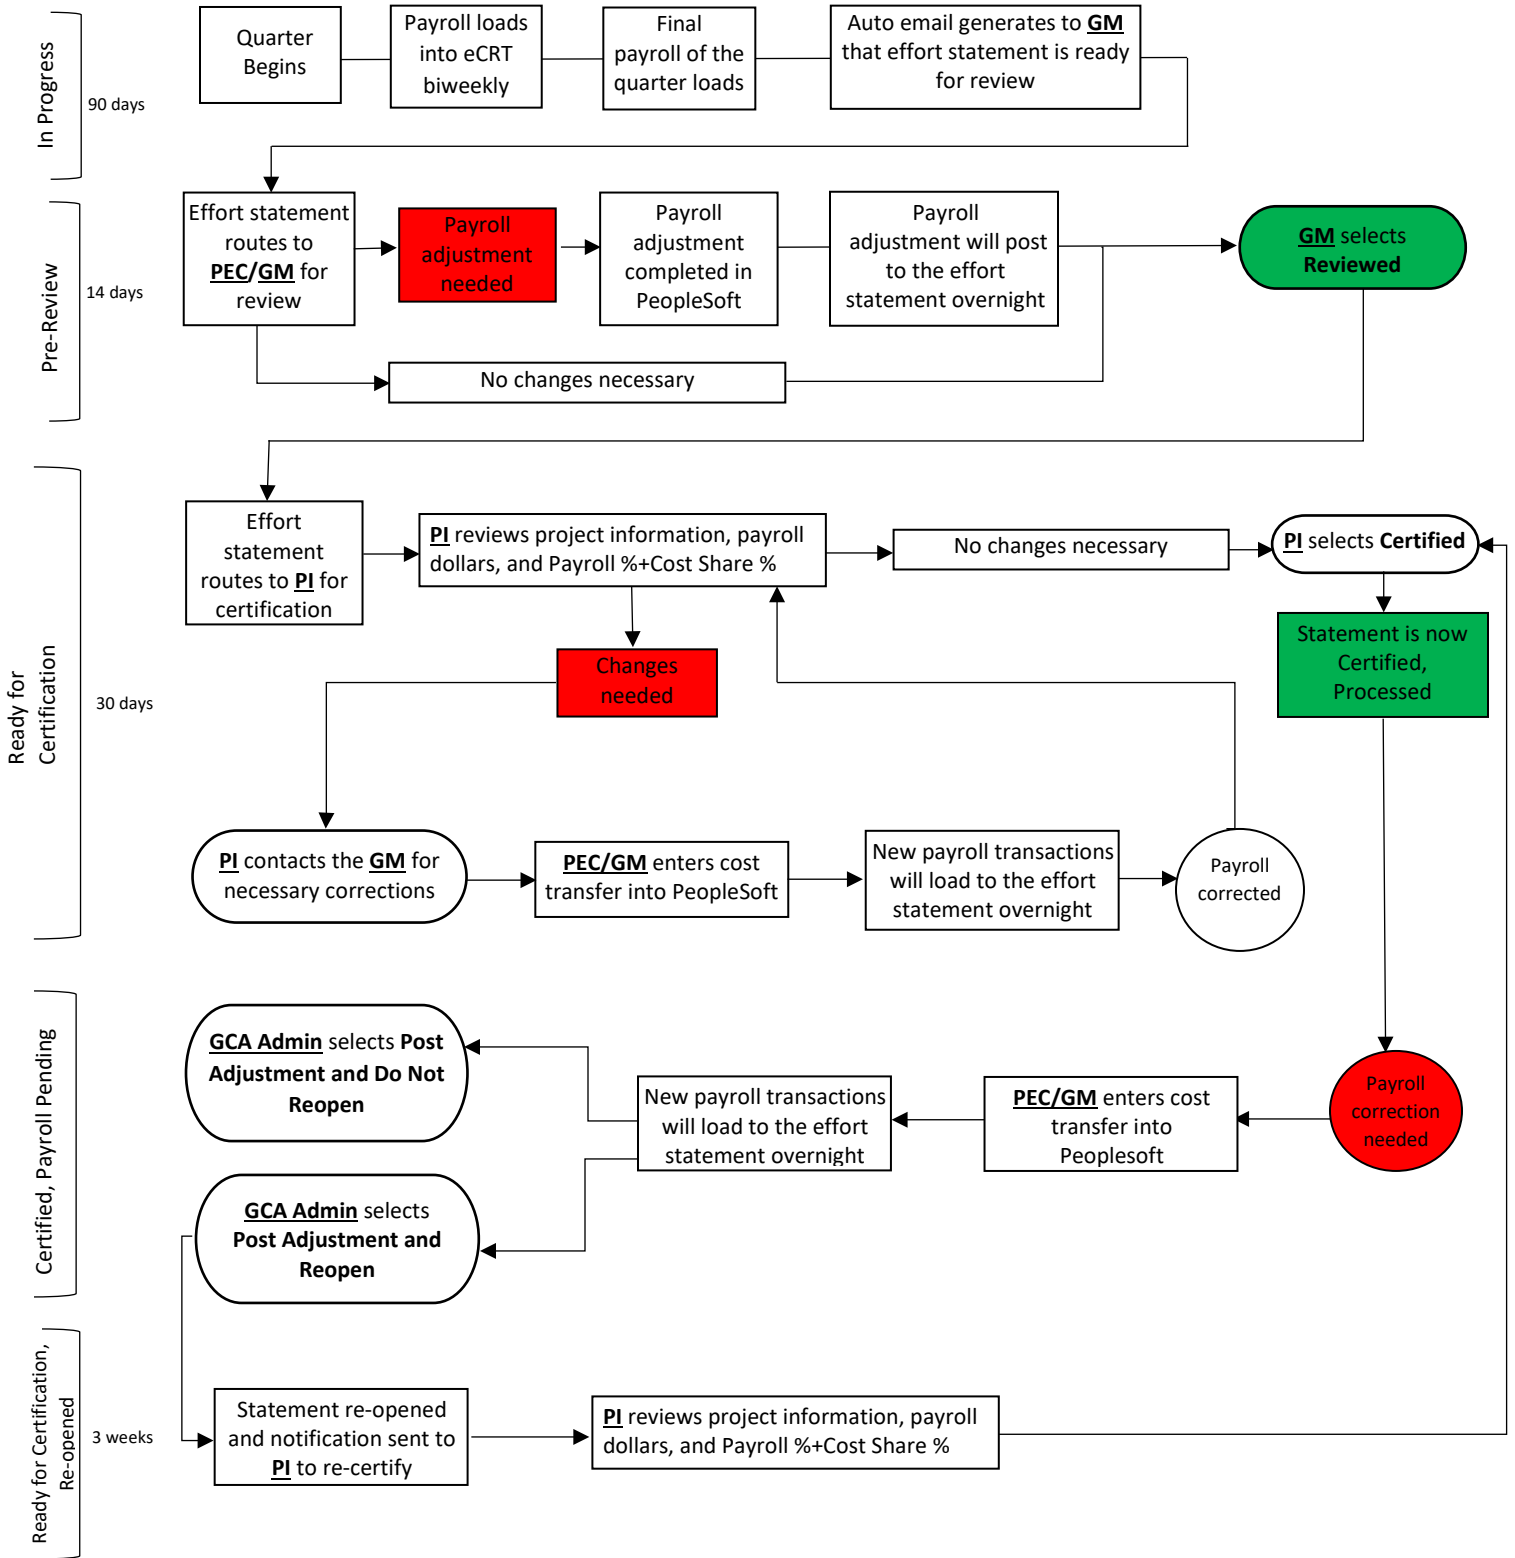 In Progress
90 days
Quarter
Begins
Payroll loads
into eCRT
biweekly
Final
payroll of the
quarter loads
Auto email generates to GM
that effort statement is ready
for review
Pre-Review
14 days
Effort statement
routes to
PEC/GM for
review
Payroll
adjustment
needed
Payroll
adjustment
completed in
PeopleSoft
Payroll
adjustment will post
to the effort
statement overnight
GM selects
Reviewed
No changes necessary
Ready for
Certification
30 days
Effort
statement
routes to PI for
certification
PI reviews project information, payroll
dollars, and Payroll %+Cost Share %
No changes necessary
PI selects Certified
Statement is now
Certified,
Processed
Changes
needed
PI contacts the GM for
necessary corrections
PEC/GM enters cost
transfer into PeopleSoft
New payroll transactions
will load to the effort
statement overnight
Payroll
corrected
Certified, Payroll Pending
GCA Admin selects Post
Adjustment and Do Not
Reopen
New payroll transactions
will load to the effort
statement overnight
PEC/GM enters cost
transfer into
Peoplesoft
Payroll
correction
needed
GCA Admin selects
Post Adjustment and
Reopen
Ready for Certification,
Re-opened
3 weeks
Statement re-opened
and notification sent to
PI to re-certify
PI reviews project information, payroll
dollars, and Payroll %+Cost Share %